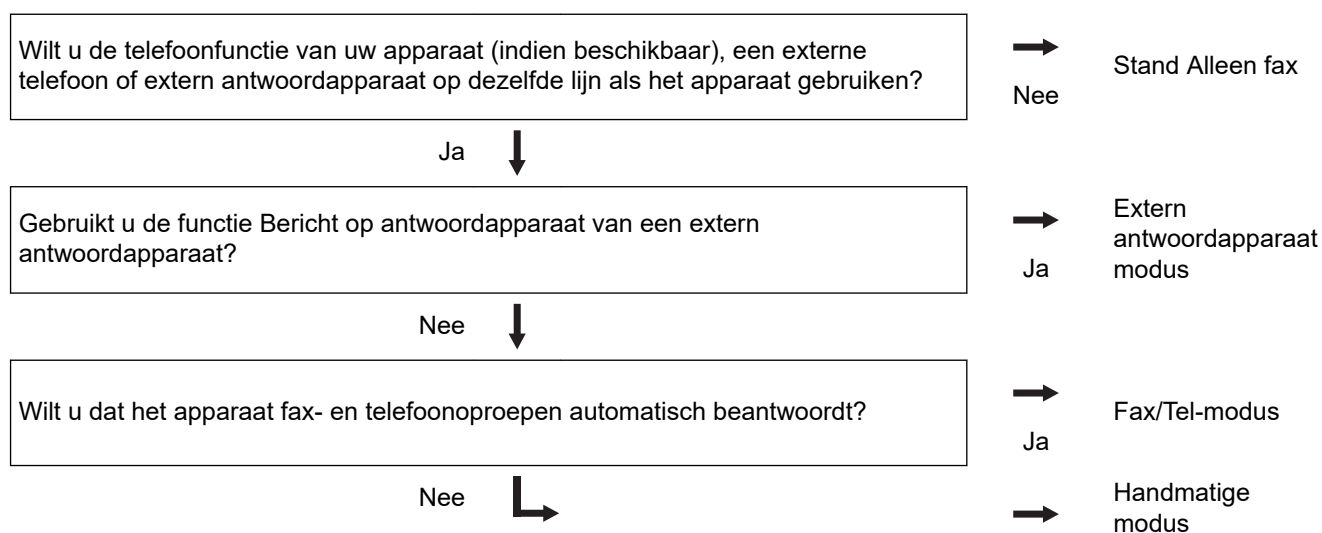 Wilt u de telefoonfunctie van uw apparaat (indien beschikbaar), een externe
telefoon of extern antwoordapparaat op dezelfde lijn als het apparaat gebruiken?
Nee
Stand Alleen fax
Ja
Gebruikt u de functie Bericht op antwoordapparaat van een extern
antwoordapparaat?
Ja
Extern
antwoordapparaat
modus
Nee
Wilt u dat het apparaat fax- en telefoonoproepen automatisch beantwoordt?
Ja
Fax/Tel-modus
Nee
Handmatige
modus